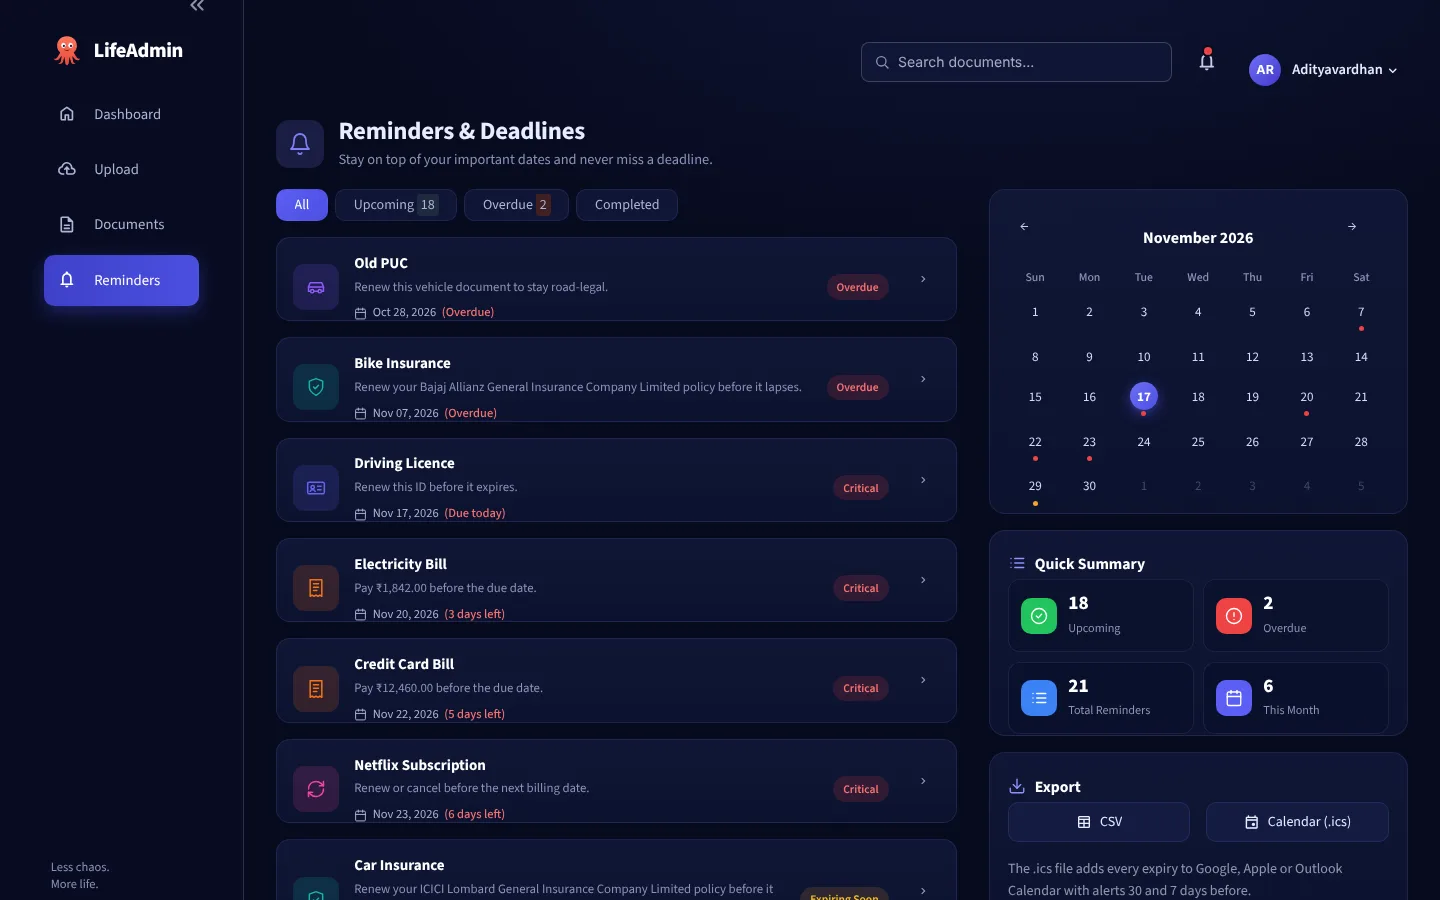 LifeAdmin
Dashboard
Upload
Documents
Reminders
Less chaos.
More life.
Search documents...
AR
Adityavardhan
Reminders & Deadlines
Stay on top of your important dates and never miss a deadline.
All
Upcoming 18
Overdue 2
Completed
Old PUC
Renew this vehicle document to stay road-legal.
Oct 28, 2026 (Overdue)
Overdue
Bike Insurance
Renew your Bajaj Allianz General Insurance Company Limited policy before it lapses.
Nov 07, 2026 (Overdue)
Overdue
Driving Licence
Renew this ID before it expires.
Nov 17, 2026 (Due today)
Critical
Electricity Bill
Pay ₹1,842.00 before the due date.
Nov 20, 2026 (3 days left)
Critical
Credit Card Bill
Pay ₹12,460.00 before the due date.
Nov 22, 2026 (5 days left)
Critical
Netflix Subscription
Renew or cancel before the next billing date.
Nov 23, 2026 (6 days left)
Critical
Car Insurance
Renew your ICICI Lombard General Insurance Company Limited policy before it
Expiring Soon
November 2026
Sun Mon Tue Wed Thu Fri Sat
1 2 3 4 5 6 7
8 9 10 11 12 13 14
15 16 17 18 19 20 21
22 23 24 25 26 27 28
29 30 1 2 3 4 5
Quick Summary
18
Upcoming
2
Overdue
21
Total Reminders
6
This Month
Export
CSV
Calendar (.ics)
The .ics file adds every expiry to Google, Apple or Outlook
Calendar with alerts 30 and 7 days before.